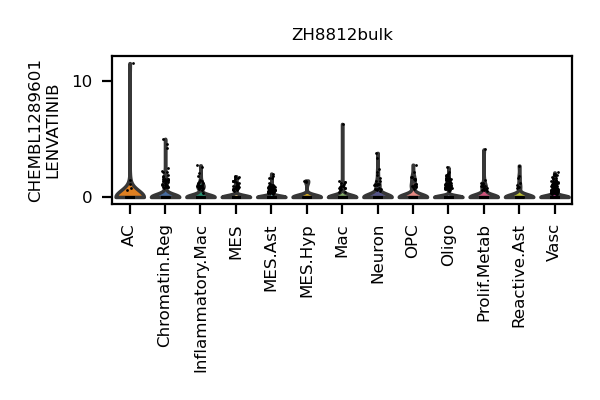 ZH8812bulk
CHEMBL1289601
LENVATINIB
10
0
AC
Chromatin.Reg
Inflammatory.Mac
MES
MES.Ast
MES.Hyp
Mac
Neuron
OPC
Oligo
Prolif.Metab
Reactive.Ast
Vasc